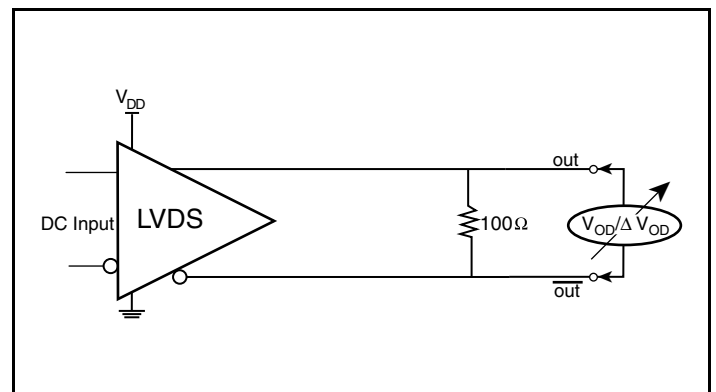 V_DD
out
DC Input
LVDS
100Ω
V_OD/Δ V_OD
out